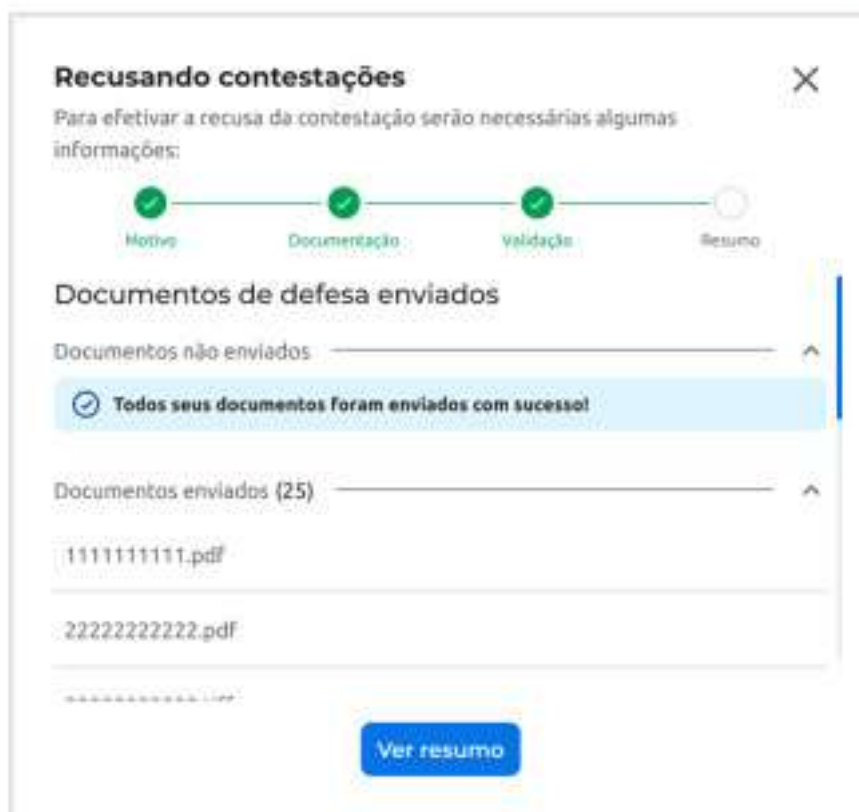 Recusando contestações
Para efetivar a recusa da contestação serão necessárias algumas
informações:
Motivo
Documentação
Validação
Resumo
Documentos de defesa enviados
Documentos não enviados
Todos seus documentos foram enviados com sucesso!
Documentos enviados (25)
1111111111.pdf
22222222222.pdf
Ver resumo